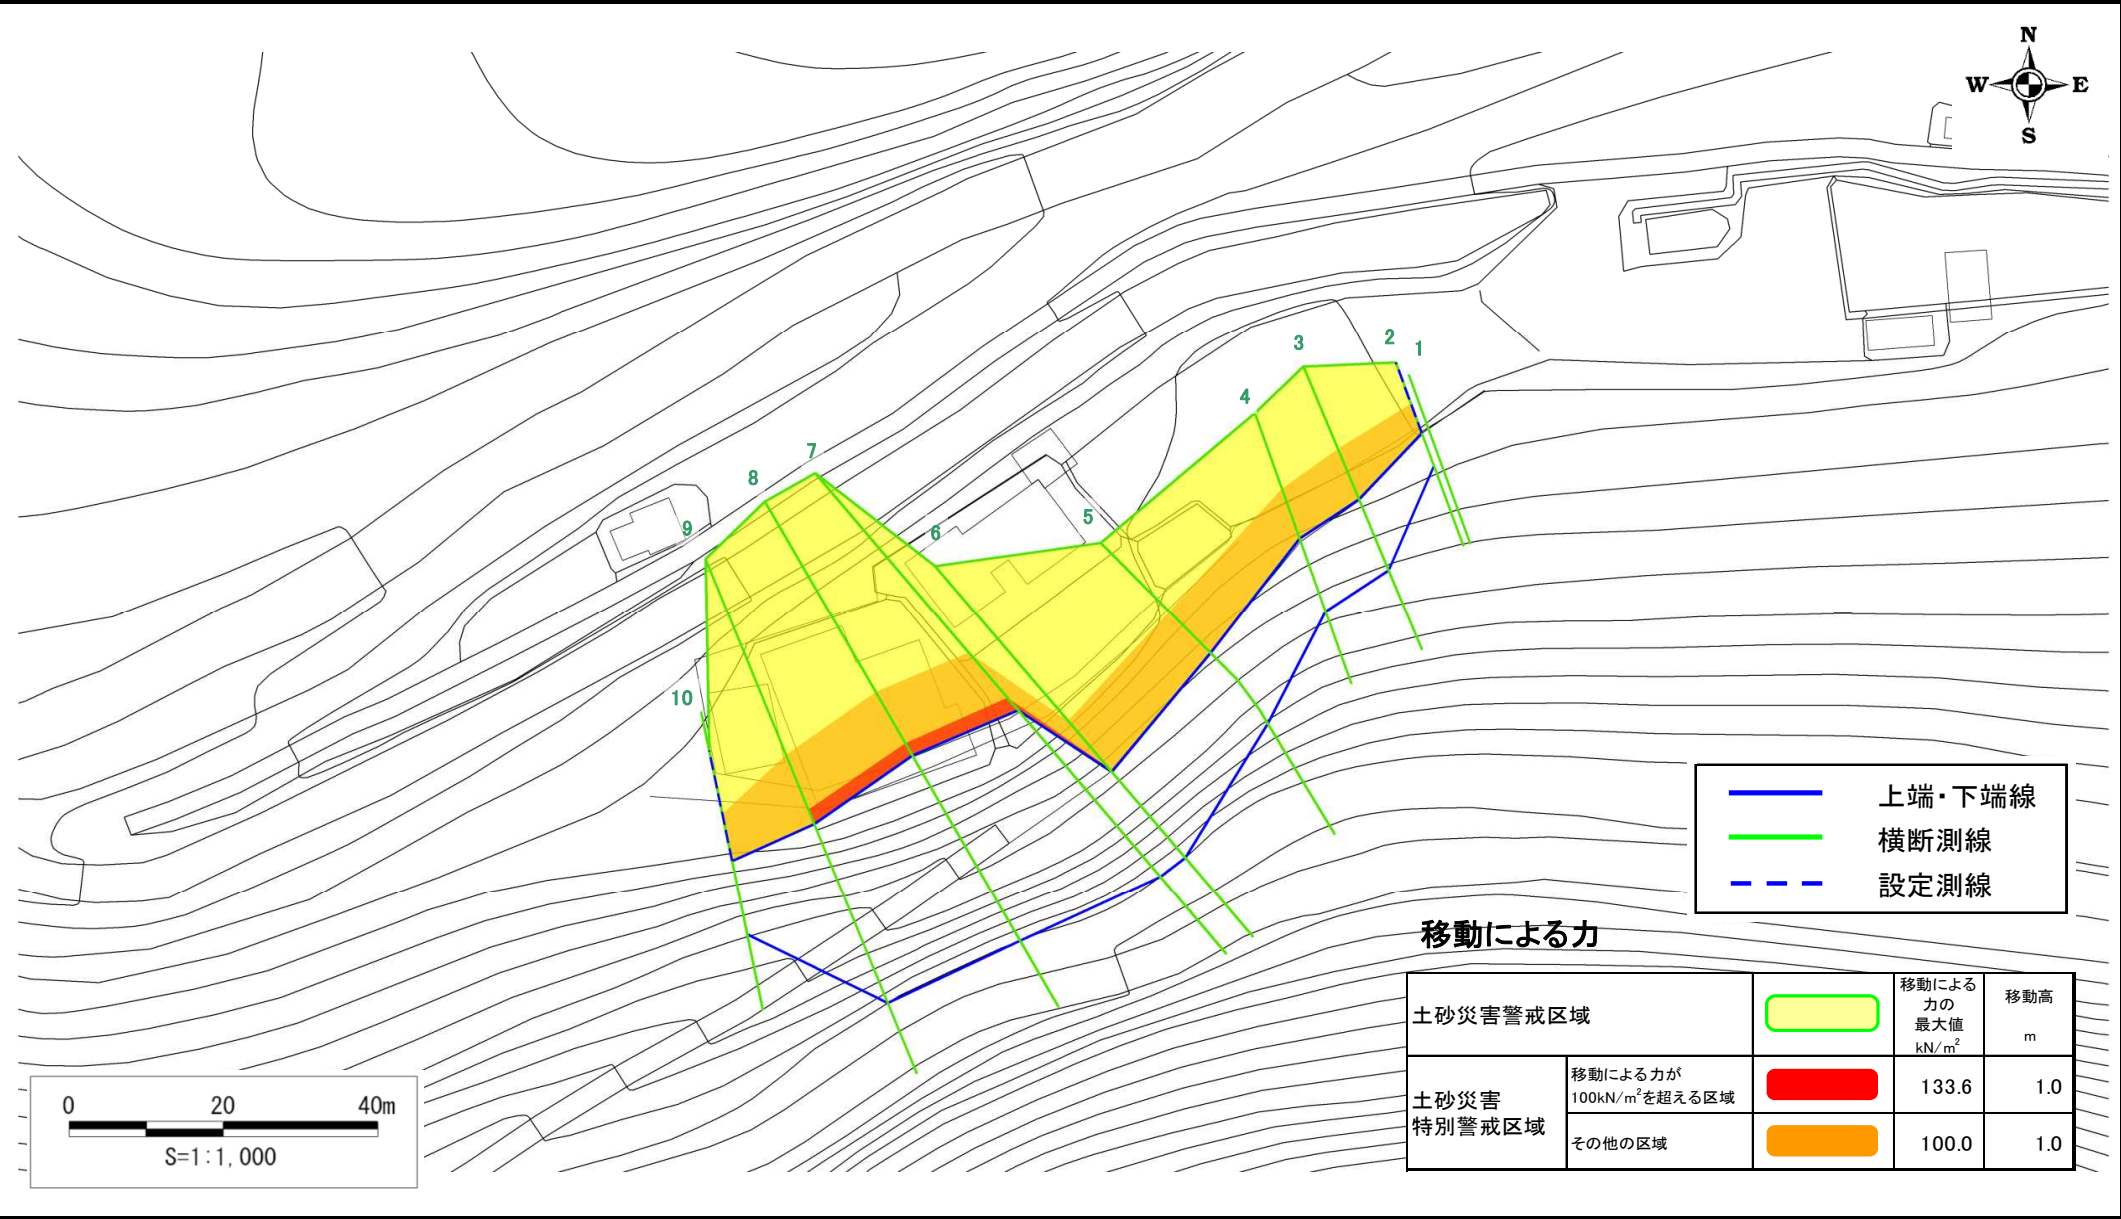 N
W E
S
2
1
3
4
7
8
5
9
6
10
上端・下端線
横断測線
設定測線
移動による力
土砂災害警戒区域
移動による
力の
最大値
kN/m²
移動高
m
土砂災害
特別警戒区域
移動による力が
100kN/m²を超える区域
133.6 1.0
その他の区域
100.0 1.0
0 20 40m
S=1:1,000